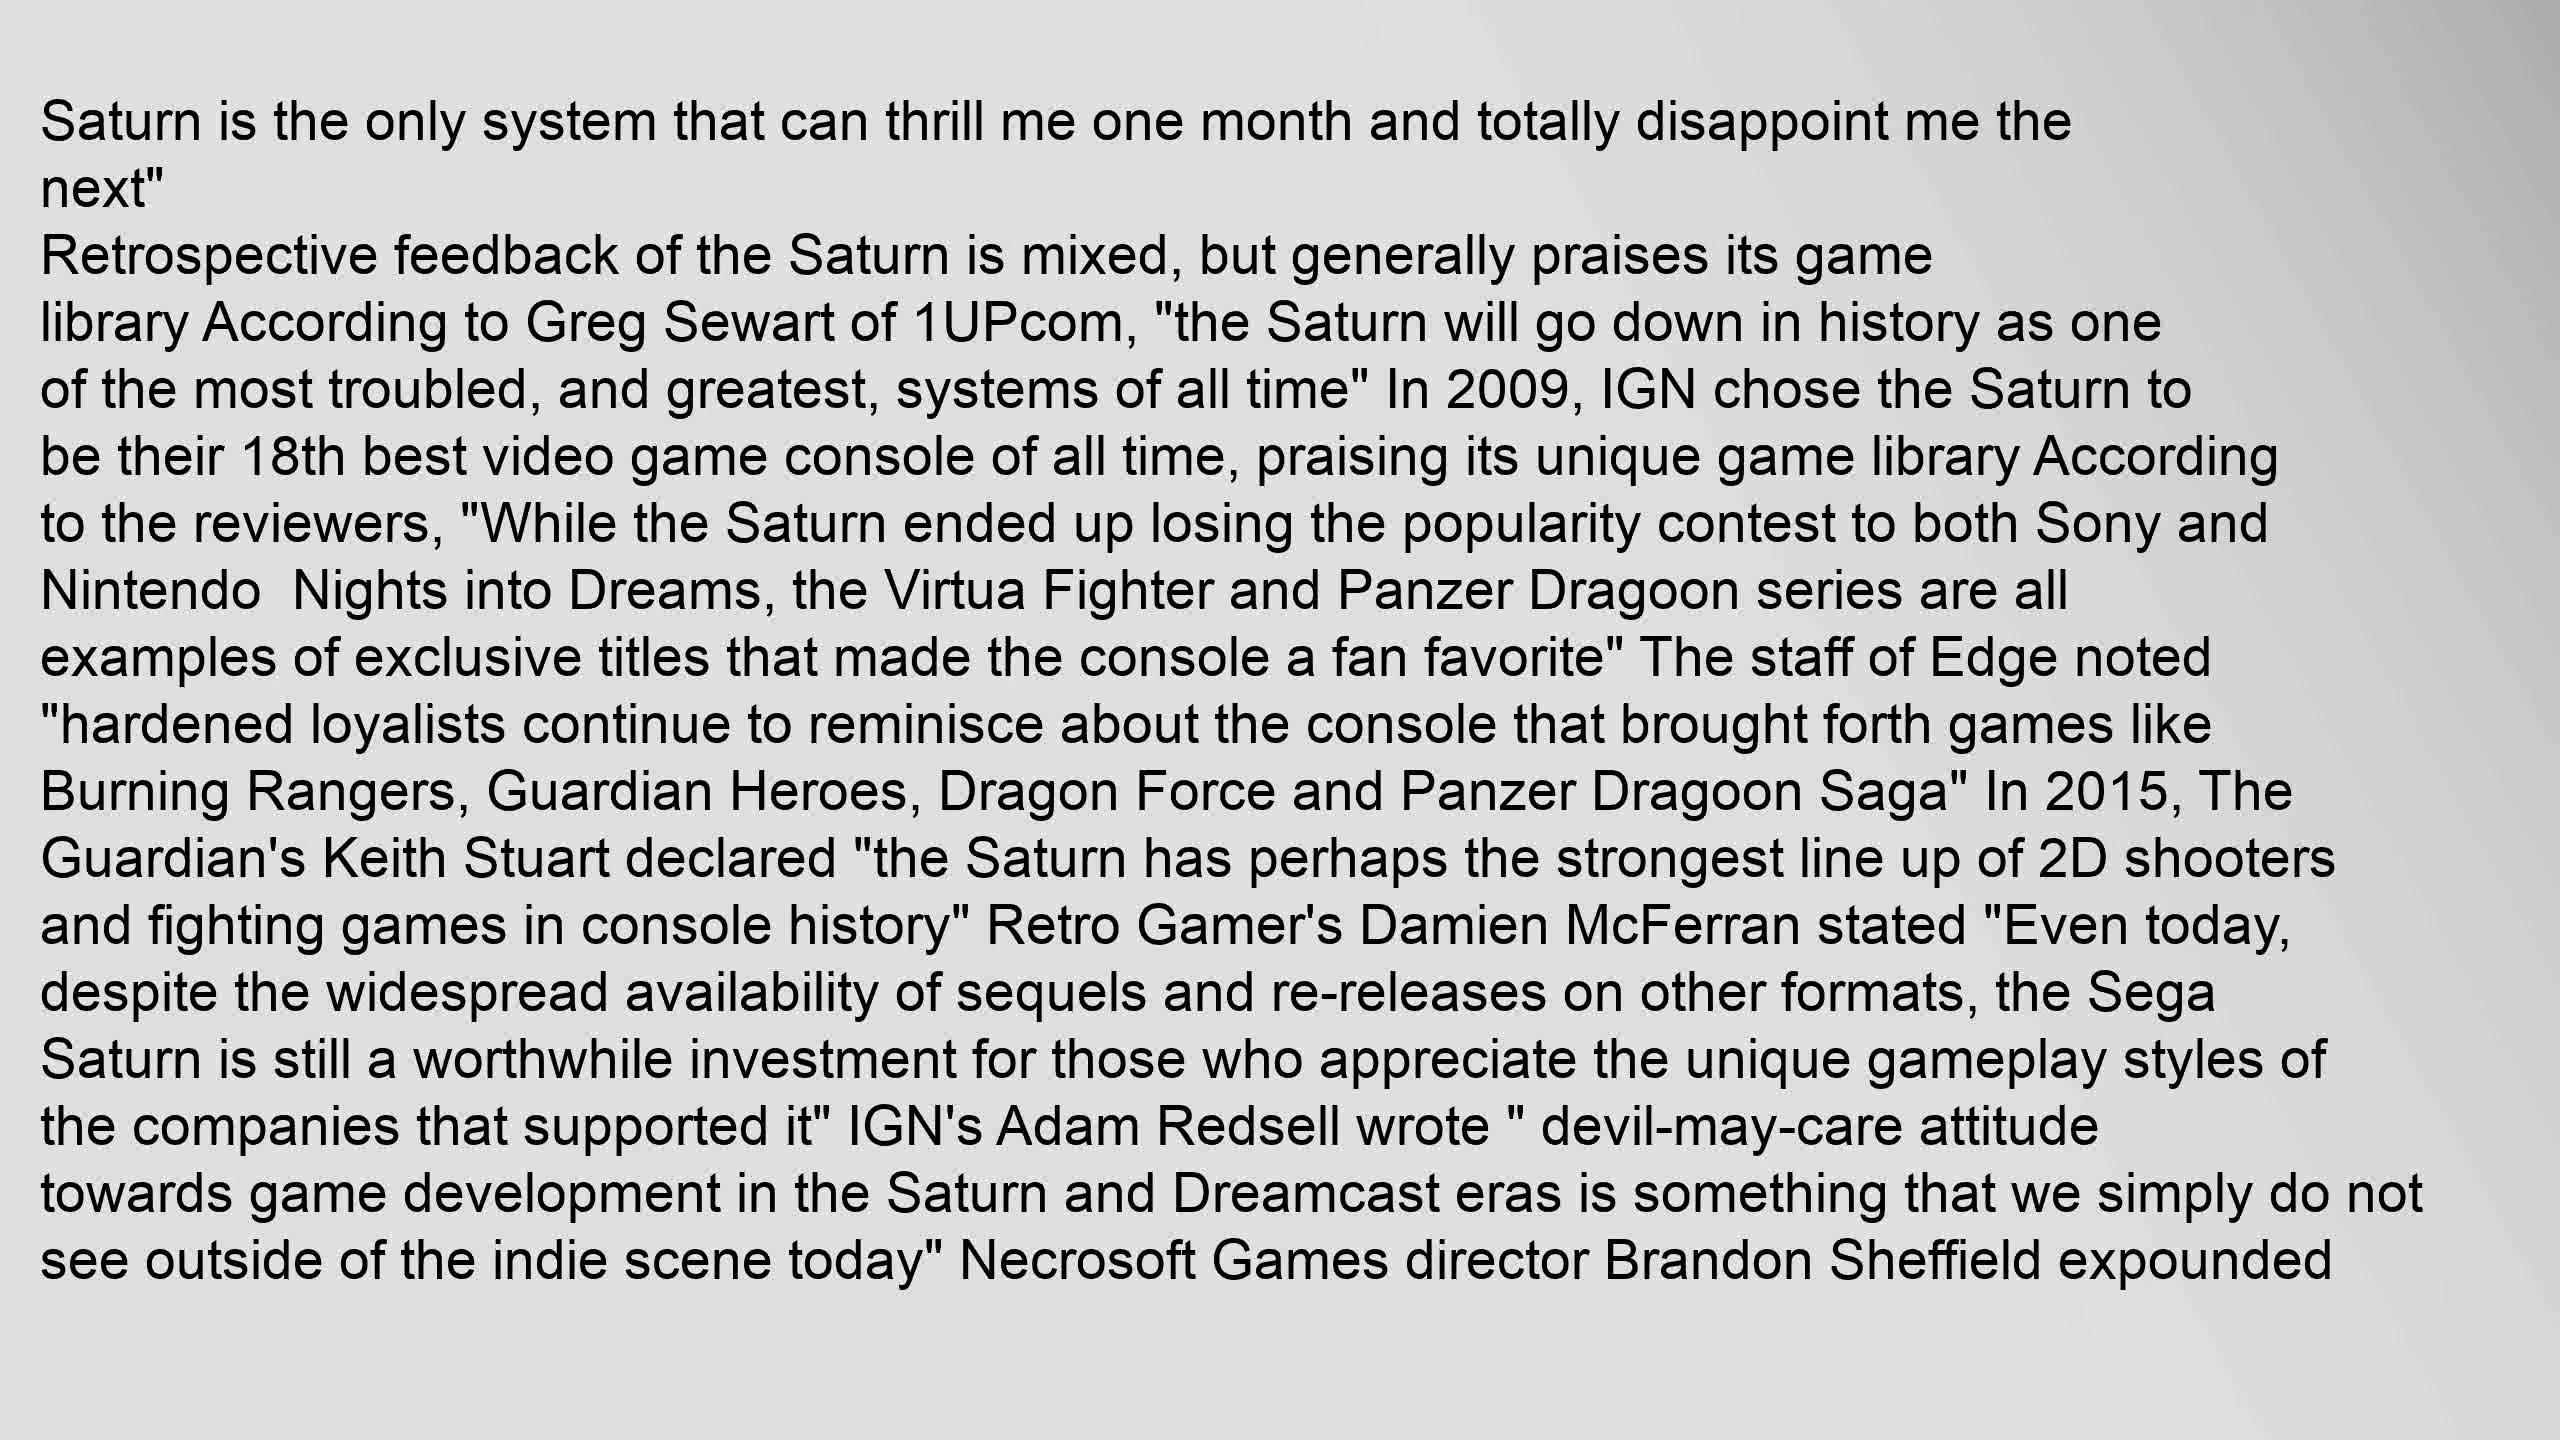 Saturn is the only system that can thrill me one month and totally disappoint me the
next"
Retrospective feedback of the Saturn is mixed, but generally praises its game
library According to Greg Sewart of 1UPcom, "the Saturn will go down in history as one
of the most troubled, and greatest, systems of all time" In 2009, IGN chose the Saturn to
be their 18th best video game console of all time, praising its unique game library According
to the reviewers, "While the Saturn ended up losing the popularity contest to both Sony and
Nintendo  Nights into Dreams, the Virtua Fighter and Panzer Dragoon series are all
examples of exclusive titles that made the console a fan favorite" The staff of Edge noted
"hardened loyalists continue to reminisce about the console that brought forth games like
Burning Rangers, Guardian Heroes, Dragon Force and Panzer Dragoon Saga" In 2015, The
Guardian's Keith Stuart declared "the Saturn has perhaps the strongest line up of 2D shooters
and fighting games in console history" Retro Gamer's Damien McFerran stated "Even today,
despite the widespread availability of sequels and re-releases on other formats, the Sega
Saturn is still a worthwhile investment for those who appreciate the unique gameplay styles of
the companies that supported it" IGN's Adam Redsell wrote " devil-may-care attitude
towards game development in the Saturn and Dreamcast eras is something that we simply do not
see outside of the indie scene today" Necrosoft Games director Brandon Sheffield expounded